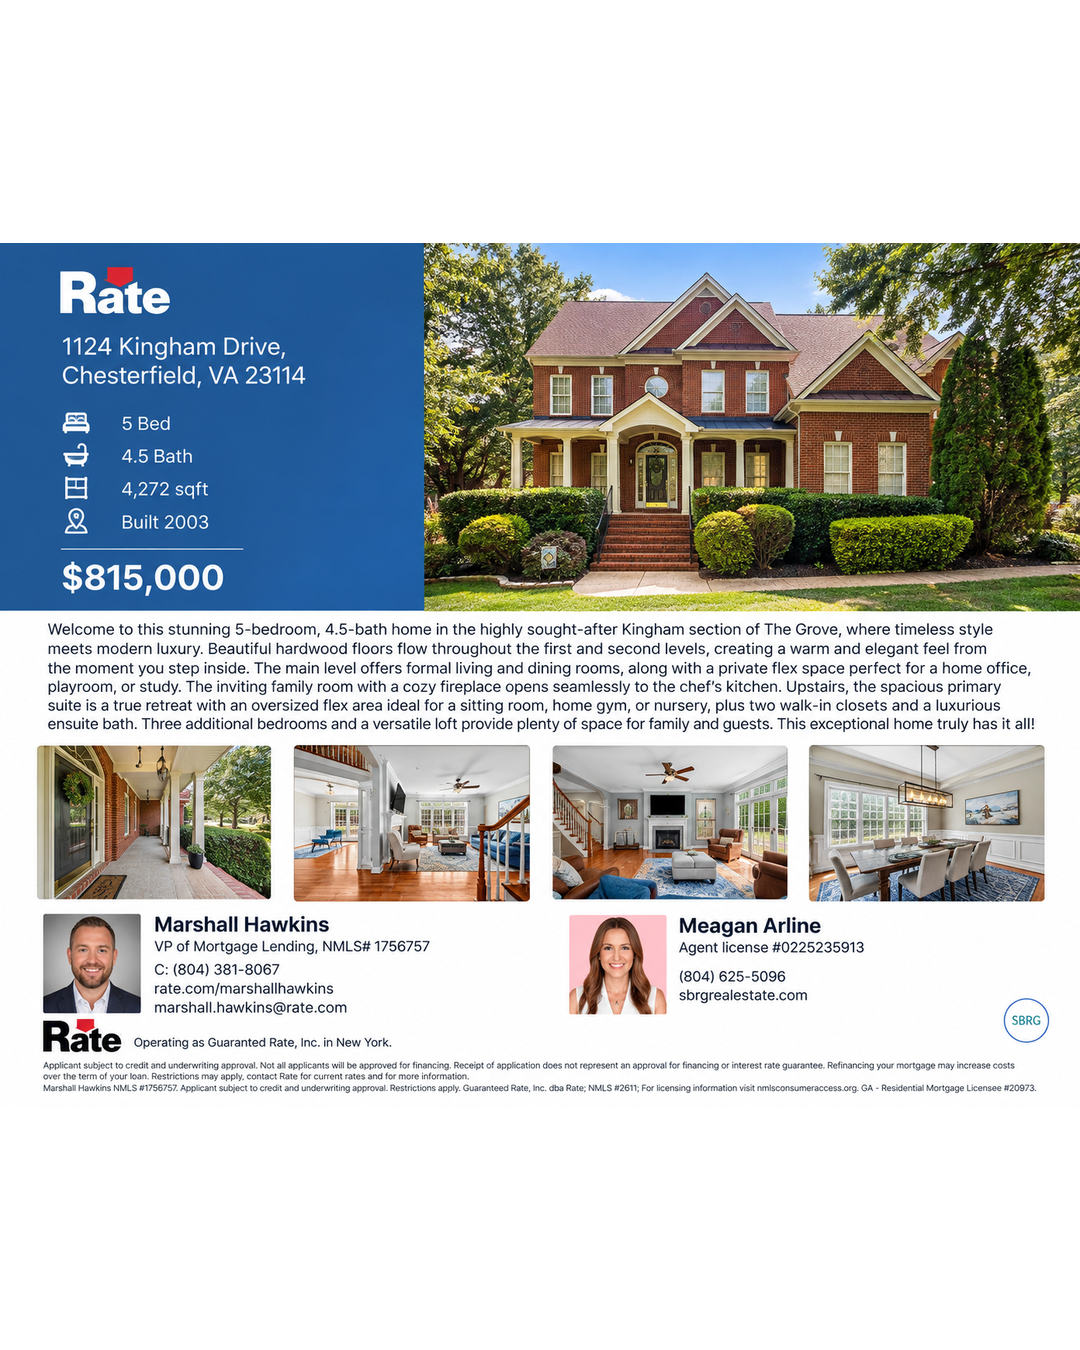 Rate
1124 Kingham Drive,
Chesterfield, VA 23114
5 Bed
4.5 Bath
4,272 sqft
Built 2003
$815,000
Welcome to this stunning 5-bedroom, 4.5-bath home in the highly sought-after Kingham section of The Grove, where timeless style
meets modern luxury. Beautiful hardwood floors flow throughout the first and second levels, creating a warm and elegant feel from
the moment you step inside. The main level offers formal living and dining rooms, along with a private flex space perfect for a home office,
playroom, or study. The inviting family room with a cozy fireplace opens seamlessly to the chef's kitchen. Upstairs, the spacious primary
suite is a true retreat with an oversized flex area ideal for a sitting room, home gym, or nursery, plus two walk-in closets and a luxurious
ensuite bath. Three additional bedrooms and a versatile loft provide plenty of space for family and guests. This exceptional home truly has it all!
Marshall Hawkins
VP of Mortgage Lending, NMLS# 1756757
C: (804) 381-8067
rate.com/marshallhawkins
marshall.hawkins@rate.com
Meagan Arline
Agent license #0225235913
(804) 625-5096
sbrgrealestate.com
SBRG
Rate
Operating as Guaranted Rate, Inc. in New York.
Applicant subject to credit and underwriting approval. Not all applicants will be approved for financing. Receipt of application does not represent an approval for financing or interest rate guarantee. Refinancing your mortgage may increase costs
over the term of your loan. Restrictions may apply, contact Rate for current rates and for more information.
Marshall Hawkins NMLS #1756757. Applicant subject to credit and underwriting approval. Restrictions apply. Guaranteed Rate, Inc. dba Rate; NMLS #2611; For licensing information visit nmlsconsumeraccess.org. GA - Residential Mortgage Licensee #20973.